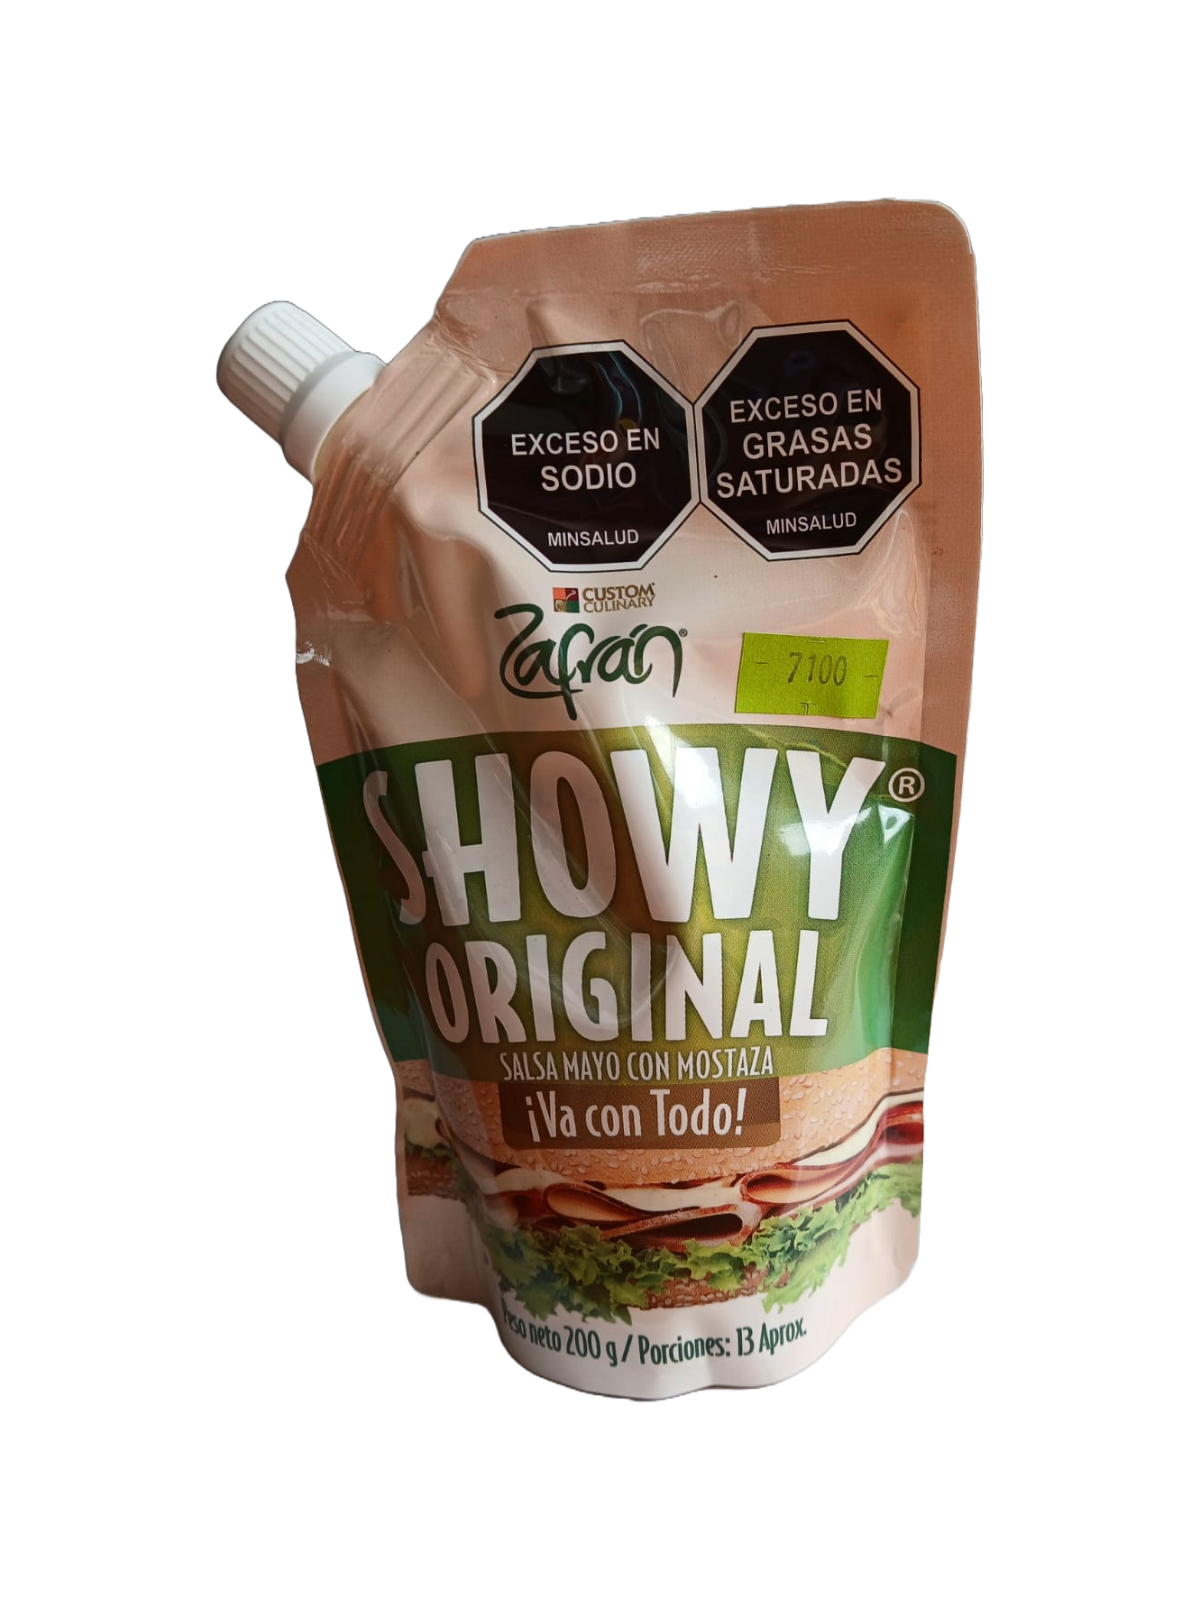 EXCESO EN
SODIO
MINSALUD
EXCESO EN
GRASAS
SATURADAS
MINSALUD
CUSTOM
CULINARY
Zafrán®
- 7100 -
SHOWY®
ORIGINAL
SALSA MAYO CON MOSTAZA
¡Va con Todo!
Peso neto 200 g / Porciones: 13 Aprox.